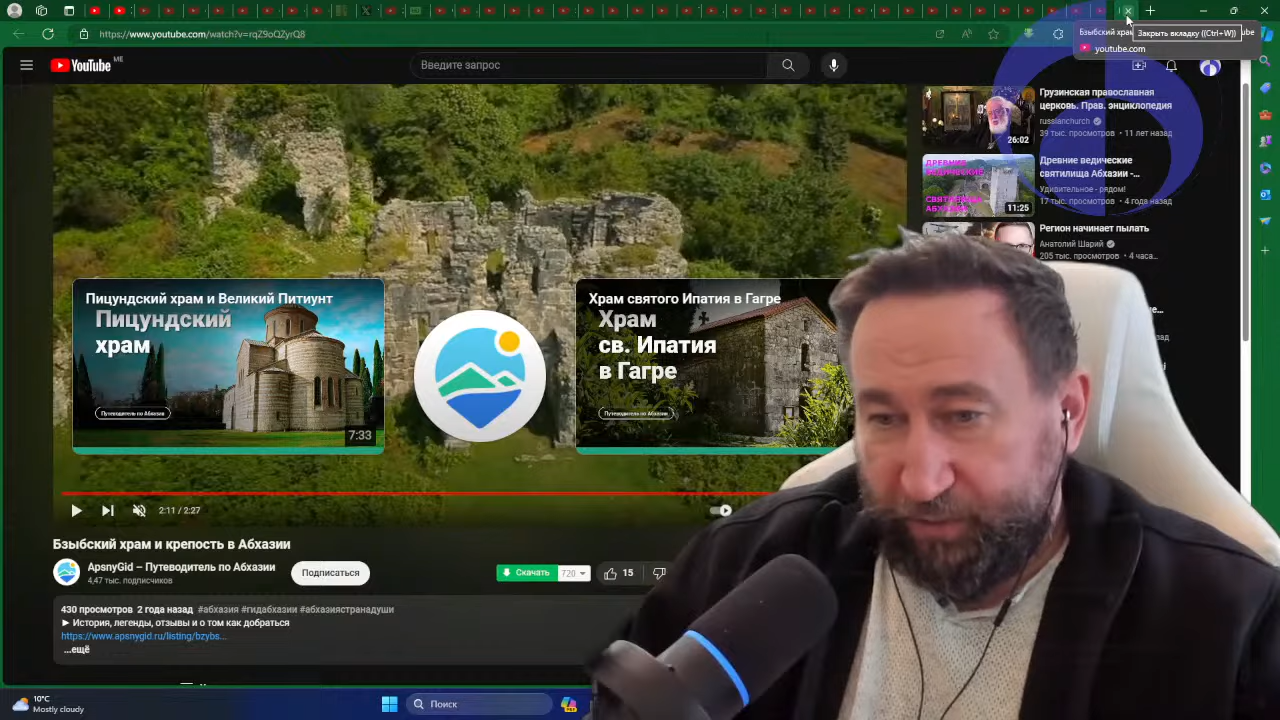 https://www.youtube.com/watch?v=rqZ9oQZyrQ8
Закрыть вкладку ((Ctrl+W))
youtube.com
YouTube ME
Введите запрос
Грузинская православная
церковь. Прав. энциклопедия
russianchurch
39 тыс. просмотров • 11 лет назад
26:02
ДРЕВНИЕ
ВЕДИЧЕСКИЕ
СВЯТИЛИЩА
АБХАЗИИ
11:25
Древние ведические
святилища Абхазии -...
Удивительное - рядом!
17 тыс. просмотров • 4 года назад
Регион начинает пылать
Анатолий Шарий
205 тыс. просмотров • 4 часа...
Пицундский храм и Великий Питиунт
Пицундский
храм
Путеводитель по Абхазии
7:33
Храм святого Ипатия в Гагре
Храм
св. Ипатия
в Гагре
Путеводитель по Абхазии
2:11 / 2:27
Бзыбский храм и крепость в Абхазии
ApsnyGid – Путеводитель по Абхазии
4,47 тыс. подписчиков
Подписаться
Скачать
720
15
430 просмотров 2 года назад #абхазия #гидабхазии #абхазиястранадуши
► История, легенды, отзывы и о том как добраться
https://www.apsnygid.ru/listing/bzybs...
...ещё
10°C
Mostly cloudy
Поиск